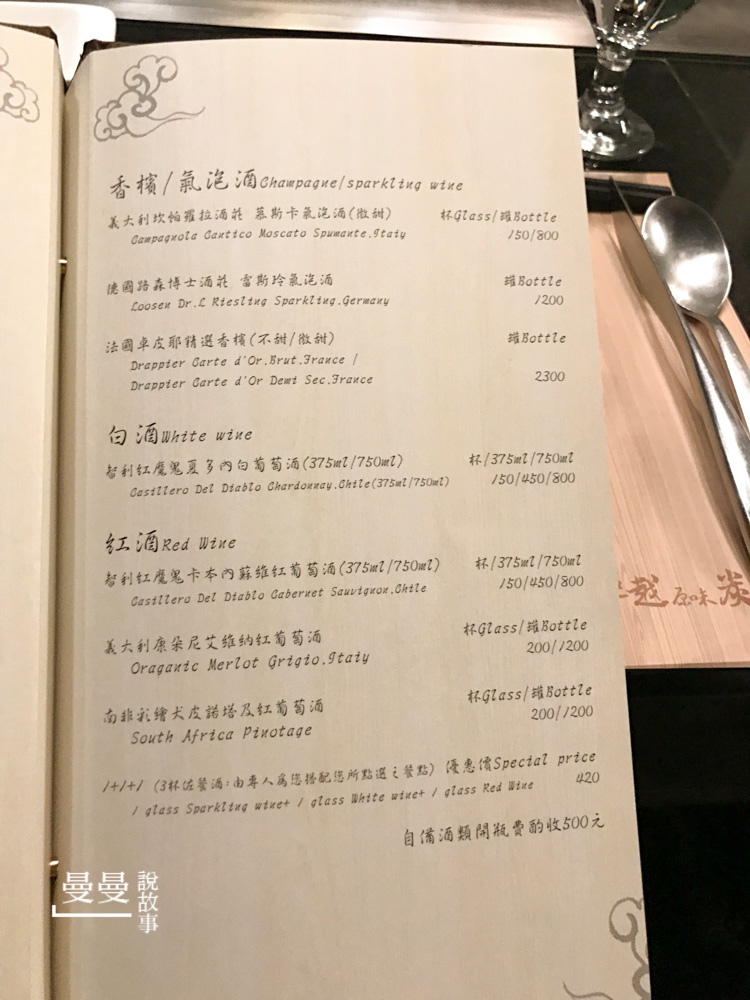 香檳/氣泡酒Champagne/sparkling wine
義大利坎帕羅拉酒莊 慕斯卡氣泡酒(微甜) 杯Glass/罐Bottle
Campagnola Cantico Moscato Spumante.Itaiy 150/800
德國路森博士酒莊 雷斯玲氣泡酒 罐Bottle
Loosen Dr.L Riesling Sparkling.Germany 1200
法國卓皮耶精選香檳(不甜/微甜) 罐Bottle
Drappier Carte d'Or.Brut.France /
Drappier Carte d'Or Demi Sec.France 2300
白酒White wine
智利紅魔鬼夏多內白葡萄酒(375ml/750ml) 杯/375ml/750ml
Casillero Del Diablo Chardonnay.Chile(375ml/750ml) 150/450/800
紅酒Red Wine
智利紅魔鬼卡本內蘇維紅葡萄酒(375ml/750ml) 杯/375ml/750ml
Casillero Del Diablo Cabernet Sauvignon.Chile 150/450/800
義大利康朵尼艾維納紅葡萄酒 杯Glass/罐Bottle
Oraganic Merlot Grigio.Itaiy 200/1200
南非彩繪犬皮諾塔及紅葡萄酒 杯Glass/罐Bottle
South Africa Pinotage 200/1200
1+1+1 (3杯佐餐酒:由專人為您搭配您所點選之餐點) 優惠價Special price
1 glass Sparkling wine+ 1 glass White wine+ 1 glass Red Wine 420
自備酒類開瓶費酌收500元
越原味炭
曼曼說故事